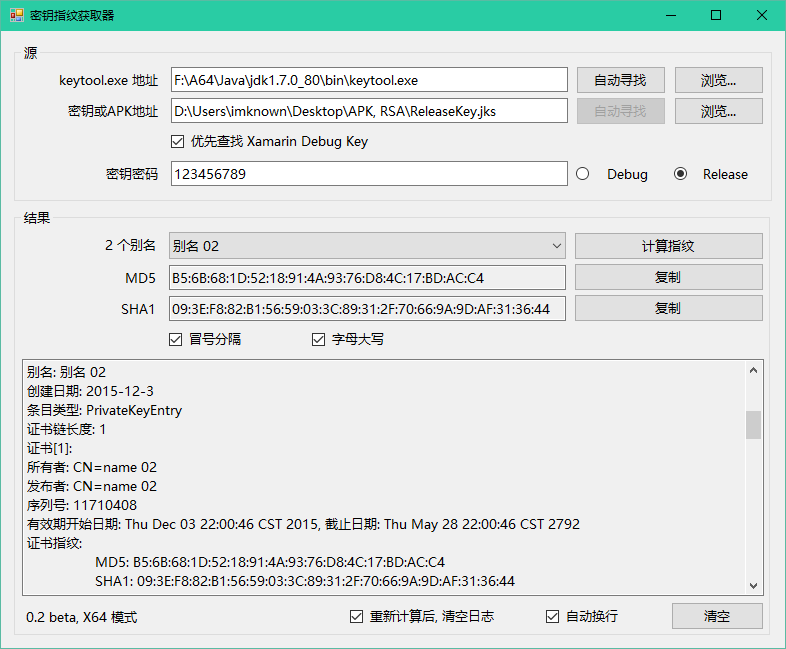 密钥指纹获取器
源
keytool.exe 地址 F:\A64\Java\jdk1.7.0_80\bin\keytool.exe 自动寻找 浏览...
密钥或APK地址 D:\Users\imknown\Desktop\APK, RSA\ReleaseKey.jks 自动寻找 浏览...
优先查找 Xamarin Debug Key
密钥密码 123456789 Debug Release
结果
2 个别名 别名 02 计算指纹
MD5 B5:6B:68:1D:52:18:91:4A:93:76:D8:4C:17:BD:AC:C4 复制
SHA1 09:3E:F8:82:B1:56:59:03:3C:89:31:2F:70:66:9A:9D:AF:31:36:44 复制
冒号分隔 字母大写
别名: 别名 02
创建日期: 2015-12-3
条目类型: PrivateKeyEntry
证书链长度: 1
证书[1]:
所有者: CN=name 02
发布者: CN=name 02
序列号: 11710408
有效期开始日期: Thu Dec 03 22:00:46 CST 2015, 截止日期: Thu May 28 22:00:46 CST 2792
证书指纹:
MD5: B5:6B:68:1D:52:18:91:4A:93:76:D8:4C:17:BD:AC:C4
SHA1: 09:3E:F8:82:B1:56:59:03:3C:89:31:2F:70:66:9A:9D:AF:31:36:44
0.2 beta, X64 模式 重新计算后, 清空日志 自动换行 清空